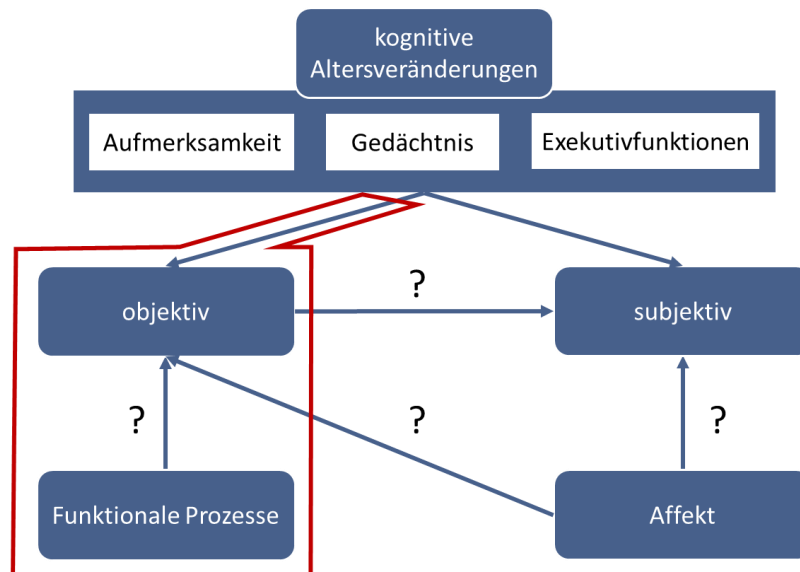 kognitive
Altersveränderungen
Aufmerksamkeit
Gedächtnis
Exekutivfunktionen
?
objektiv
subjektiv
?
?
?
Funktionale Prozesse
Affekt